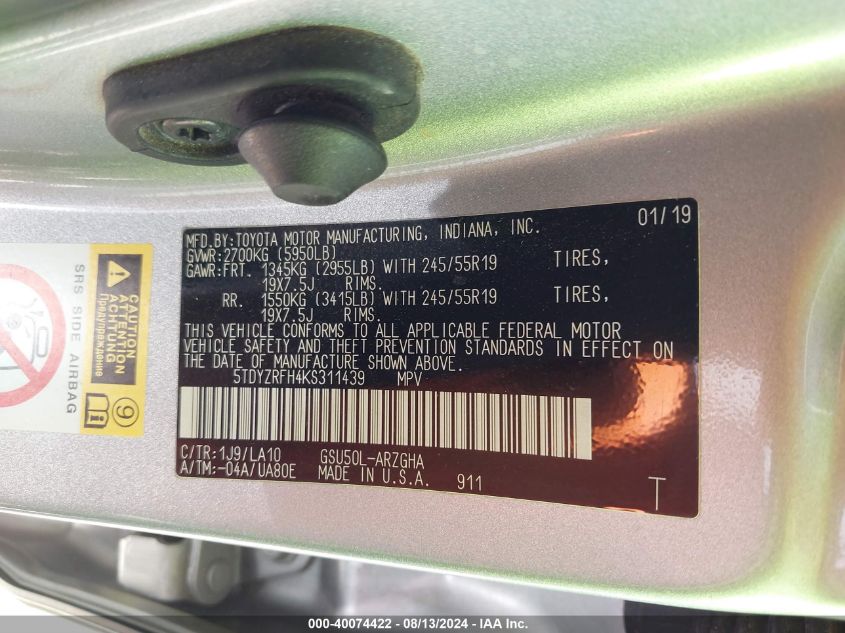 01/19
MFD.BY:TOYOTA MOTOR MANUFACTURING, INDIANA, INC.
GVWR:2700KG (5950LB)
GAWR:FRT. 1345KG (2955LB) WITH 245/55R19 TIRES,
19X7.5J RIMS.
RR. 1550KG (3415LB) WITH 245/55R19 TIRES,
19X7.5J RIMS.
THIS VEHICLE CONFORMS TO ALL APPLICABLE FEDERAL MOTOR
VEHICLE SAFETY AND THEFT PREVENTION STANDARDS IN EFFECT ON
THE DATE OF MANUFACTURE SHOWN ABOVE.
5TDYZRFH4KS311439 MPV
C/TR:1J9/LA10 GSU50L-ARZGHA
A/TM:-04A/UA80E MADE IN U.S.A. 911
T
SRS SIDE AIRBAG
CAUTION
ATTENTION
ACHTUNG
Предупреждение
i
9
000-40074422 - 08/13/2024 - IAA Inc.